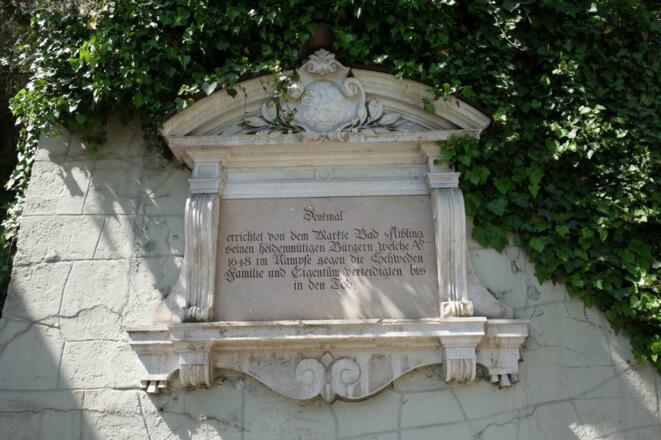 Denkmal
errichtet von dem Markte Bad Aibling
seinen heldenmütigen Bürgern, welche Aº
1648 im Kampfe gegen die Schweden
Familie und Eigentum verteidigten bis
in den Tod.